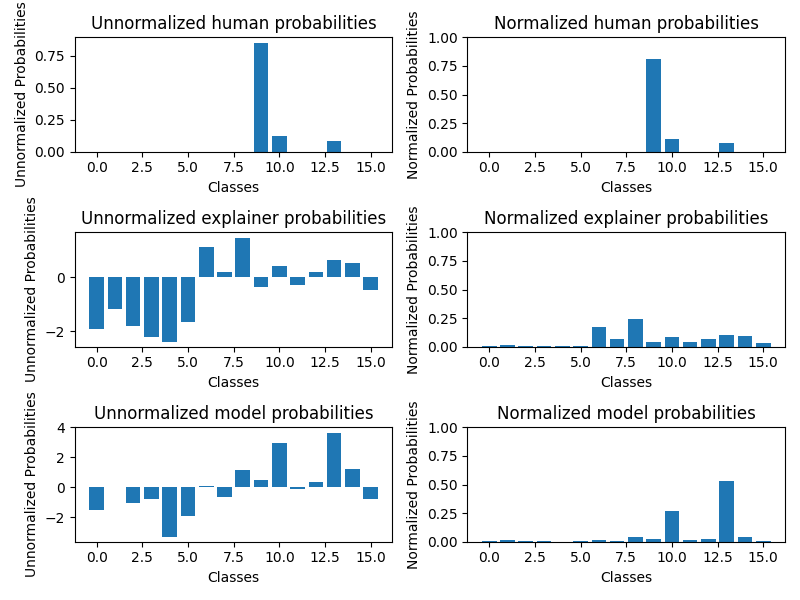 Unnormalized human probabilities
Unnormalized Probabilities
0.75
0.50
0.25
0.00
0.0 2.5 5.0 7.5 10.0 12.5 15.0
Classes
Normalized human probabilities
Normalized Probabilities
1.00
0.75
0.50
0.25
0.00
0.0 2.5 5.0 7.5 10.0 12.5 15.0
Classes
Unnormalized explainer probabilities
Unnormalized Probabilities
0
−2
0.0 2.5 5.0 7.5 10.0 12.5 15.0
Classes
Normalized explainer probabilities
Normalized Probabilities
1.00
0.75
0.50
0.25
0.00
0.0 2.5 5.0 7.5 10.0 12.5 15.0
Classes
Unnormalized model probabilities
Unnormalized Probabilities
4
2
0
−2
0.0 2.5 5.0 7.5 10.0 12.5 15.0
Classes
Normalized model probabilities
Normalized Probabilities
1.00
0.75
0.50
0.25
0.00
0.0 2.5 5.0 7.5 10.0 12.5 15.0
Classes